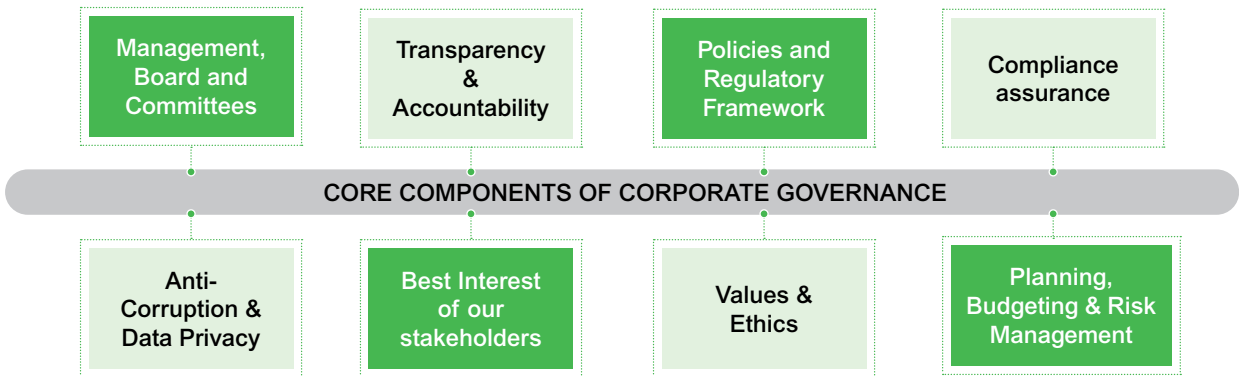 Management,
Board and
Committees
Transparency
&
Accountability
Policies and
Regulatory
Framework
Compliance
assurance
CORE COMPONENTS OF CORPORATE GOVERNANCE
Anti-
Corruption &
Data Privacy
Best Interest
of our
stakeholders
Values &
Ethics
Planning,
Budgeting & Risk
Management